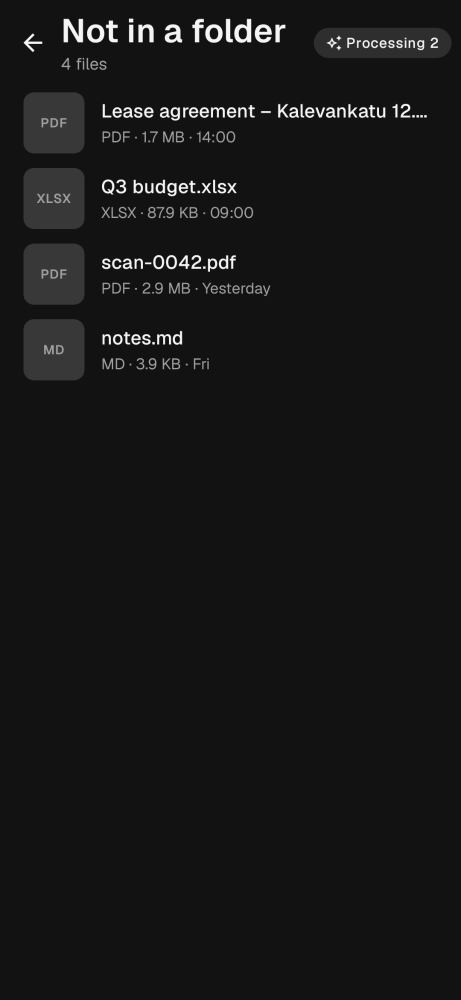 Not in a folder
4 files
Processing 2
PDF
Lease agreement – Kalevankatu 12....
PDF · 1.7 MB · 14:00
XLSX
Q3 budget.xlsx
XLSX · 87.9 KB · 09:00
PDF
scan-0042.pdf
PDF · 2.9 MB · Yesterday
MD
notes.md
MD · 3.9 KB · Fri